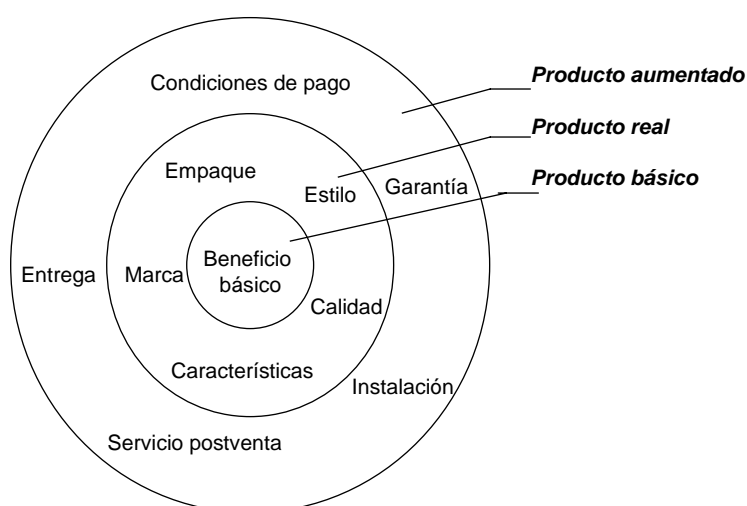 Condiciones de pago
Producto aumentado
Producto real
Empaque
Producto básico
Estilo
Garantía
Beneficio
básico
Entrega
Marca
Calidad
Característificas
Instalación
Servicio postventa